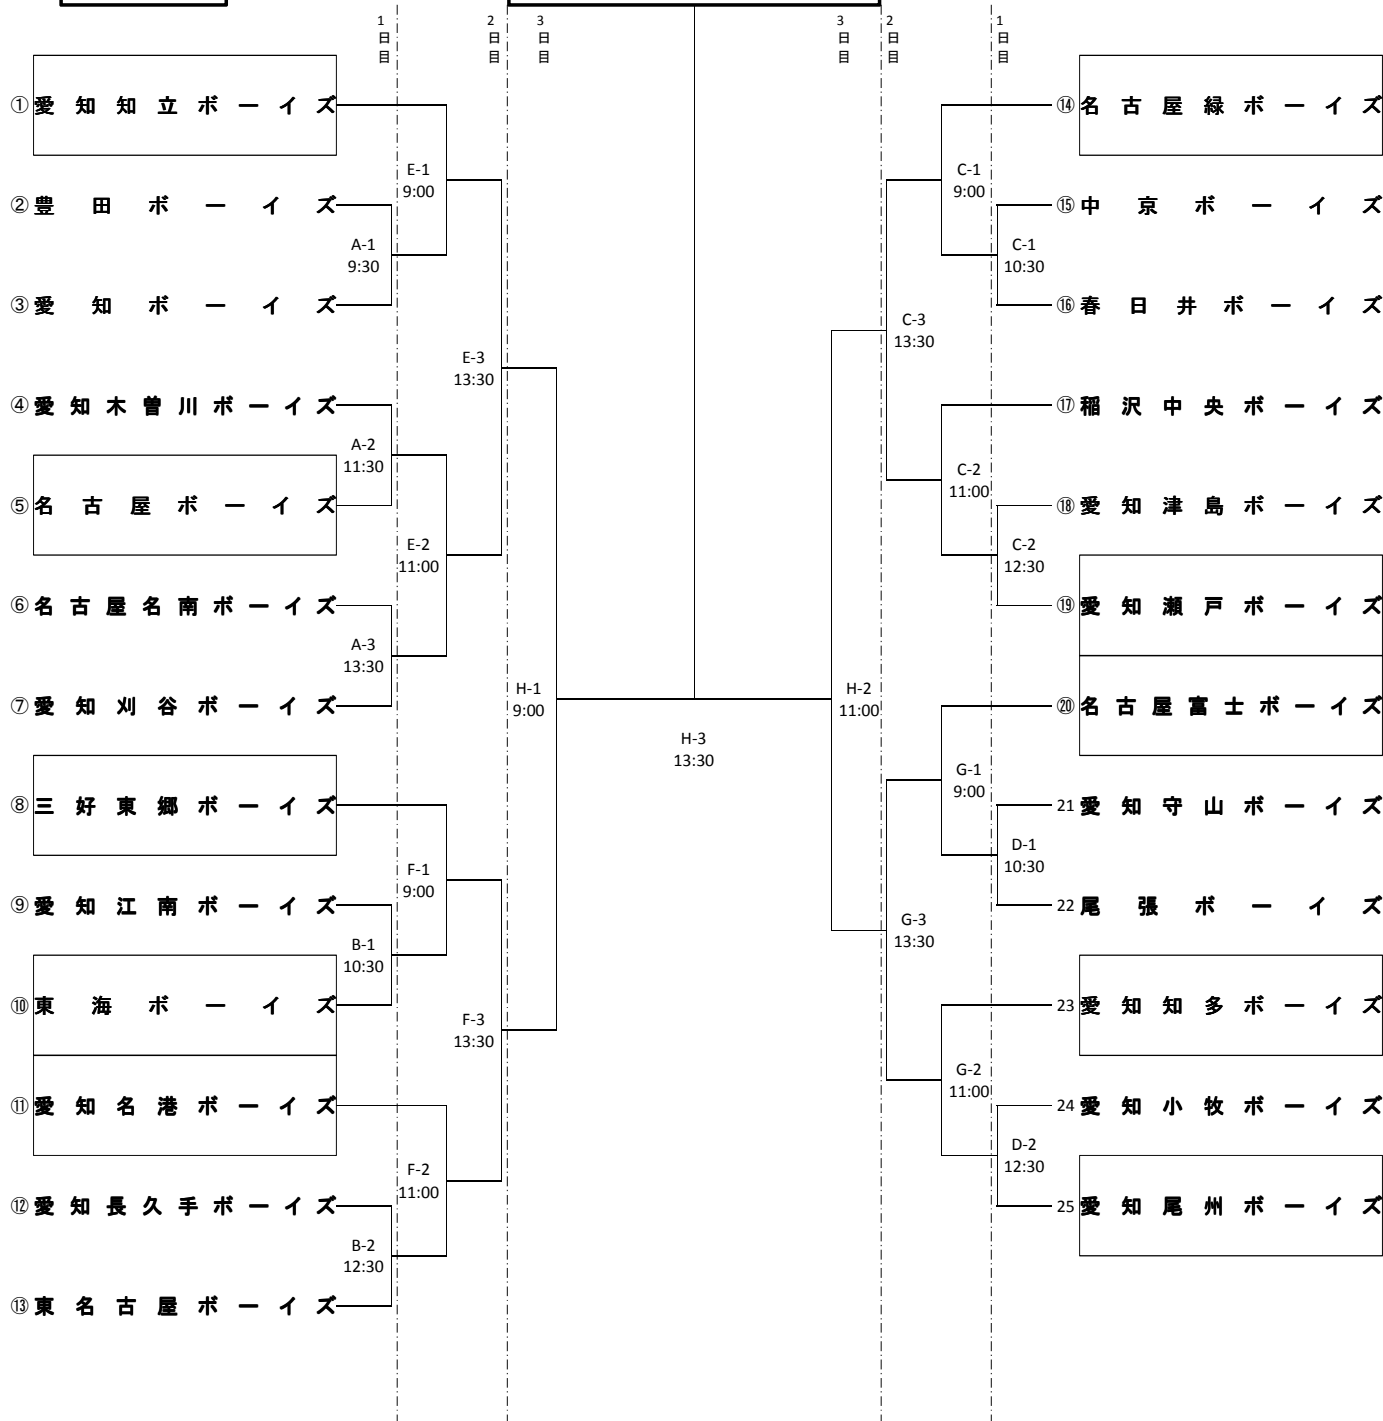 1日目
2日目
3日目
3日目
2日目
1日目
①愛知知立ボーイズ
②豊田ボーイズ
③愛知ボーイズ
④愛知木曽川ボーイズ
⑤名古屋ボーイズ
⑥名古屋名南ボーイズ
⑦愛知刈谷ボーイズ
⑧三好東郷ボーイズ
⑨愛知江南ボーイズ
⑩東海ボーイズ
⑪愛知名港ボーイズ
⑫愛知長久手ボーイズ
⑬東名古屋ボーイズ
A-1
9:30
A-2
11:30
A-3
13:30
B-1
10:30
B-2
12:30
E-1
9:00
E-2
11:00
F-1
9:00
F-2
11:00
E-3
13:30
F-3
13:30
H-1
9:00
H-3
13:30
H-2
11:00
C-3
13:30
G-3
13:30
C-1
9:00
C-2
11:00
G-1
9:00
G-2
11:00
C-1
10:30
C-2
12:30
D-1
10:30
D-2
12:30
⑭名古屋緑ボーイズ
⑮中京ボーイズ
⑯春日井ボーイズ
⑰稲沢中央ボーイズ
⑱愛知津島ボーイズ
⑲愛知瀬戸ボーイズ
⑳名古屋富士ボーイズ
21愛知守山ボーイズ
22尾張ボーイズ
23愛知知多ボーイズ
24愛知小牧ボーイズ
25愛知尾州ボーイズ